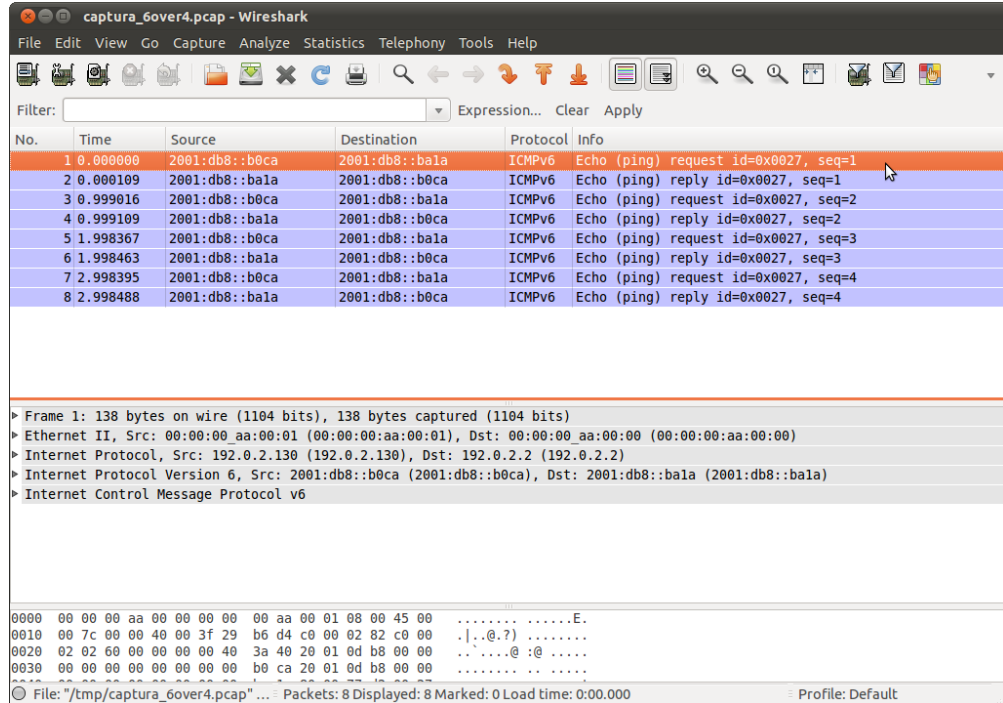 captura_6over4.pcap - Wireshark
File Edit View Go Capture Analyze Statistics Telephony Tools Help
Filter: Expression... Clear Apply
No. Time Source Destination Protocol Info
1 0.000000 2001:db8::b0ca 2001:db8::ba1a ICMPv6 Echo (ping) request id=0x0027, seq=1
2 0.000109 2001:db8::ba1a 2001:db8::b0ca ICMPv6 Echo (ping) reply id=0x0027, seq=1
3 0.999016 2001:db8::b0ca 2001:db8::ba1a ICMPv6 Echo (ping) request id=0x0027, seq=2
4 0.999109 2001:db8::ba1a 2001:db8::b0ca ICMPv6 Echo (ping) reply id=0x0027, seq=2
5 1.998367 2001:db8::b0ca 2001:db8::ba1a ICMPv6 Echo (ping) request id=0x0027, seq=3
6 1.998463 2001:db8::ba1a 2001:db8::b0ca ICMPv6 Echo (ping) reply id=0x0027, seq=3
7 2.998395 2001:db8::b0ca 2001:db8::ba1a ICMPv6 Echo (ping) request id=0x0027, seq=4
8 2.998488 2001:db8::ba1a 2001:db8::b0ca ICMPv6 Echo (ping) reply id=0x0027, seq=4
Frame 1: 138 bytes on wire (1104 bits), 138 bytes captured (1104 bits)
Ethernet II, Src: 00:00:00_aa:00:01 (00:00:00:aa:00:01), Dst: 00:00:00_aa:00:00 (00:00:00:aa:00:00)
Internet Protocol, Src: 192.0.2.130 (192.0.2.130), Dst: 192.0.2.2 (192.0.2.2)
Internet Protocol Version 6, Src: 2001:db8::b0ca (2001:db8::b0ca), Dst: 2001:db8::ba1a (2001:db8::ba1a)
Internet Control Message Protocol v6
0000 00 00 00 aa 00 00 00 00 00 aa 00 01 08 00 45 00 ........ ......E.
0010 00 7c 00 00 40 00 3f 29 b6 d4 c0 00 02 82 c0 00 .|..@.?) ........
0020 02 02 60 00 00 00 00 40 3a 40 20 01 0d b8 00 00 ..`....@ :@ .....
0030 00 00 00 00 00 00 b0 ca 20 01 0d b8 00 00 ........ .. .....
File: "/tmp/captura_6over4.pcap" ... Packets: 8 Displayed: 8 Marked: 0 Load time: 0:00.000 Profile: Default